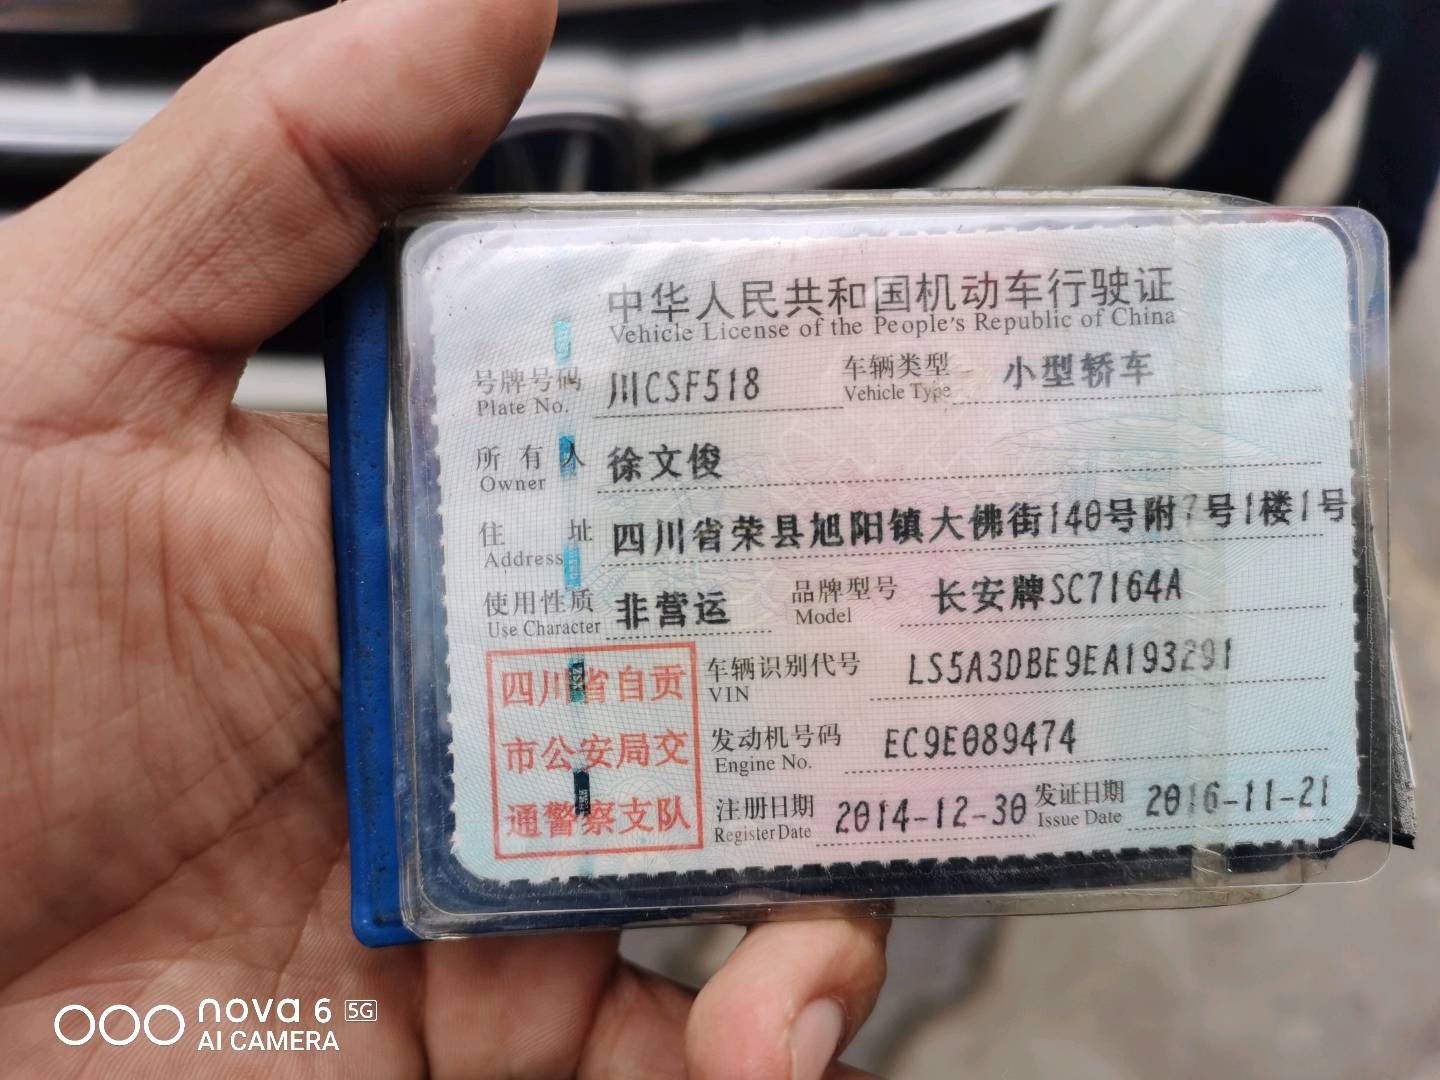 中华人民共和国机动车行驶证
Vehicle License of the People's Republic of China
号牌号码 川CSF518 车辆类型 小型轿车
Plate No. Vehicle Type
所有人 徐文俊
Owner
住址 四川省荣县旭阳镇大佛街140号附7号1楼1号
Address
使用性质 非营运 品牌型号 长安牌SC7164A
Use Character Model
四川省自贡
市公安局交
通警察支队
车辆识别代号 LS5A3DBE9EA193291
VIN
发动机号码 EC9E089474
Engine No.
注册日期 2014-12-30 发证日期 2016-11-21
Register Date Issue Date
nova 6 5G
AI CAMERA